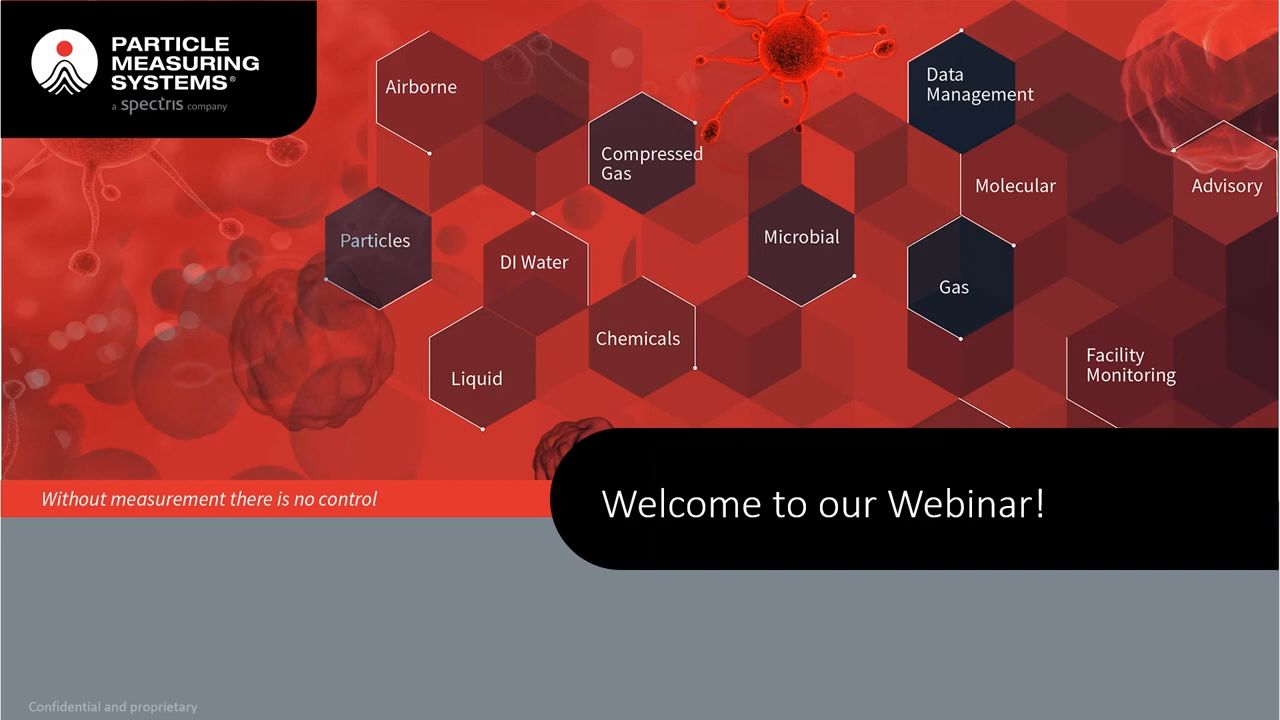 PARTICLE
MEASURING
SYSTEMS®
a spectris company
Airborne
Data
Management
Compressed
Gas
Molecular
Advisory
Particles
DI Water
Microbial
Gas
Chemicals
Liquid
Facility
Monitoring
Without measurement there is no control
Welcome to our Webinar!
Confidential and proprietary